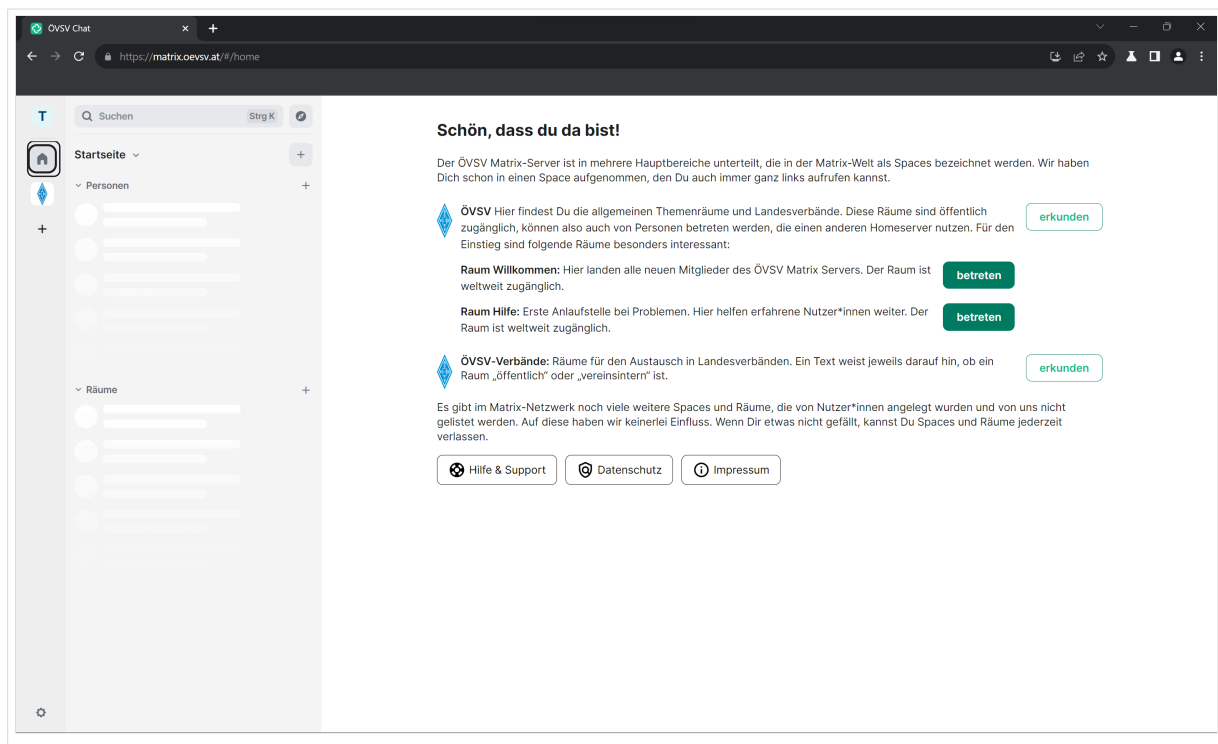 ÖVSV Chat
https://matrix.oevsv.at/#/home
T
Suchen
Strg K
Startseite
Personen
Räume
Schön, dass du da bist!
Der ÖVSV Matrix-Server ist in mehrere Hauptbereiche unterteilt, die in der Matrix-Welt als Spaces bezeichnet werden. Wir haben
Dich schon in einen Space aufgenommen, den Du auch immer ganz links aufrufen kannst.
ÖVSV Hier findest Du die allgemeinen Themenräume und Landesverbände. Diese Räume sind öffentlich
zugänglich, können also auch von Personen betreten werden, die einen anderen Homeserver nutzen. Für den
Einstieg sind folgende Räume besonders interessant:
erkunden
Raum Willkommen: Hier landen alle neuen Mitglieder des ÖVSV Matrix Servers. Der Raum ist
weltweit zugänglich.
betreten
Raum Hilfe: Erste Anlaufstelle bei Problemen. Hier helfen erfahrene Nutzer*innen weiter. Der
Raum ist weltweit zugänglich.
betreten
ÖVSV-Verbände: Räume für den Austausch in Landesverbänden. Ein Text weist jeweils darauf hin, ob ein
Raum „öffentlich“ oder „vereinsintern“ ist.
erkunden
Es gibt im Matrix-Netzwerk noch viele weitere Spaces und Räume, die von Nutzer*innen angelegt wurden und von uns nicht
gelistet werden. Auf diese haben wir keinerlei Einfluss. Wenn Dir etwas nicht gefällt, kannst Du Spaces und Räume jederzeit
verlassen.
Hilfe & Support
Datenschutz
Impressum